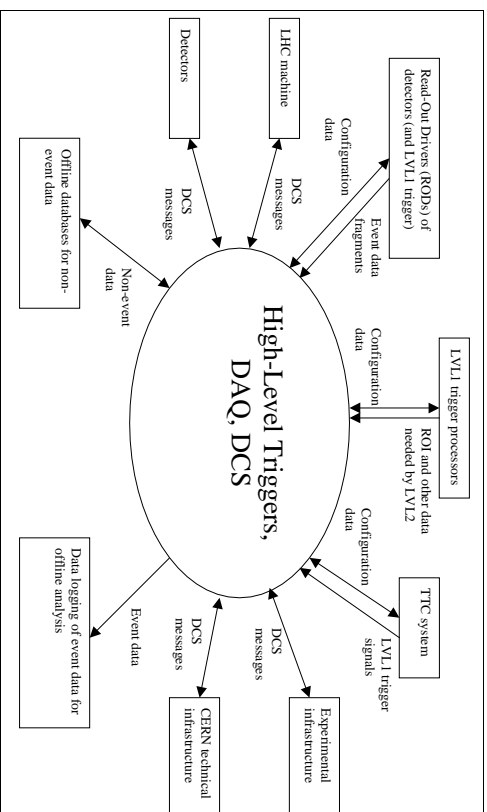 Read-Out Drivers (RODs) of
detectors (and LVL1 trigger)
LVL1 trigger processors
TTC system
Configuration
data
Event data
fragments
Configuration
data
ROI and other data
needed by LVL2
Configuration
data
LVL1 trigger
signals
LHC machine
DCS
messages
Experimental
infrastructure
DCS
messages
High-Level Triggers,
DAQ, DCS
Detectors
DCS
messages
CERN technical
infrastructure
DCS
messages
Offline databases for non-
event data
Non-event
data
Data logging of event data for
offline analysis
Event data